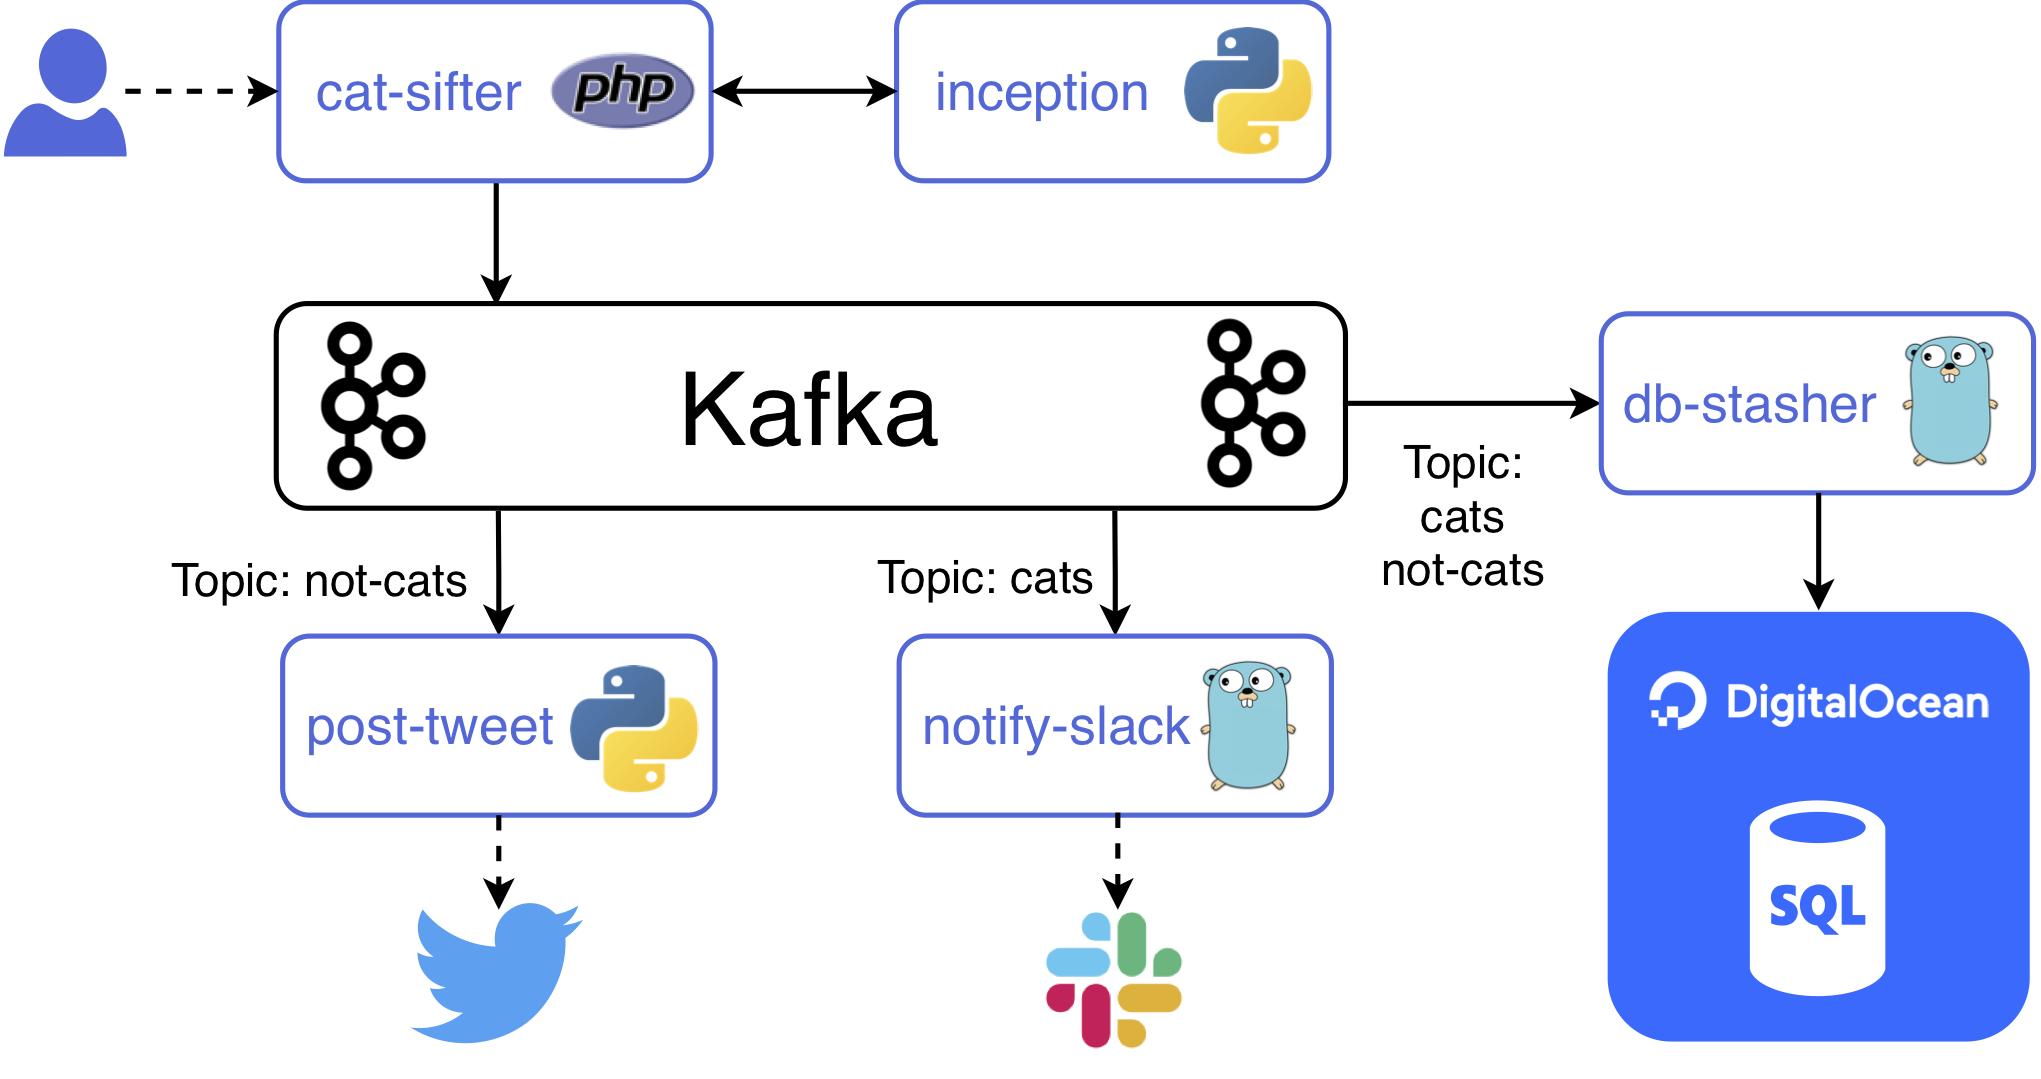 cat-sifter
php
inception
Kafka
db-stasher
Topic:
cats
not-cats
Topic: not-cats
Topic: cats
post-tweet
notify-slack
DigitalOcean
SQL